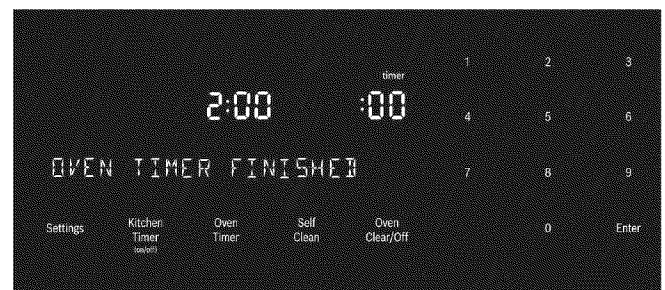 1 2 3
timer
2:00 :00
4 5 6
OVEN TIMER FINISHED
7 8 9
Settings Kitchen Timer (on/off) Oven Timer Self Clean Oven Clear/Off 0 Enter